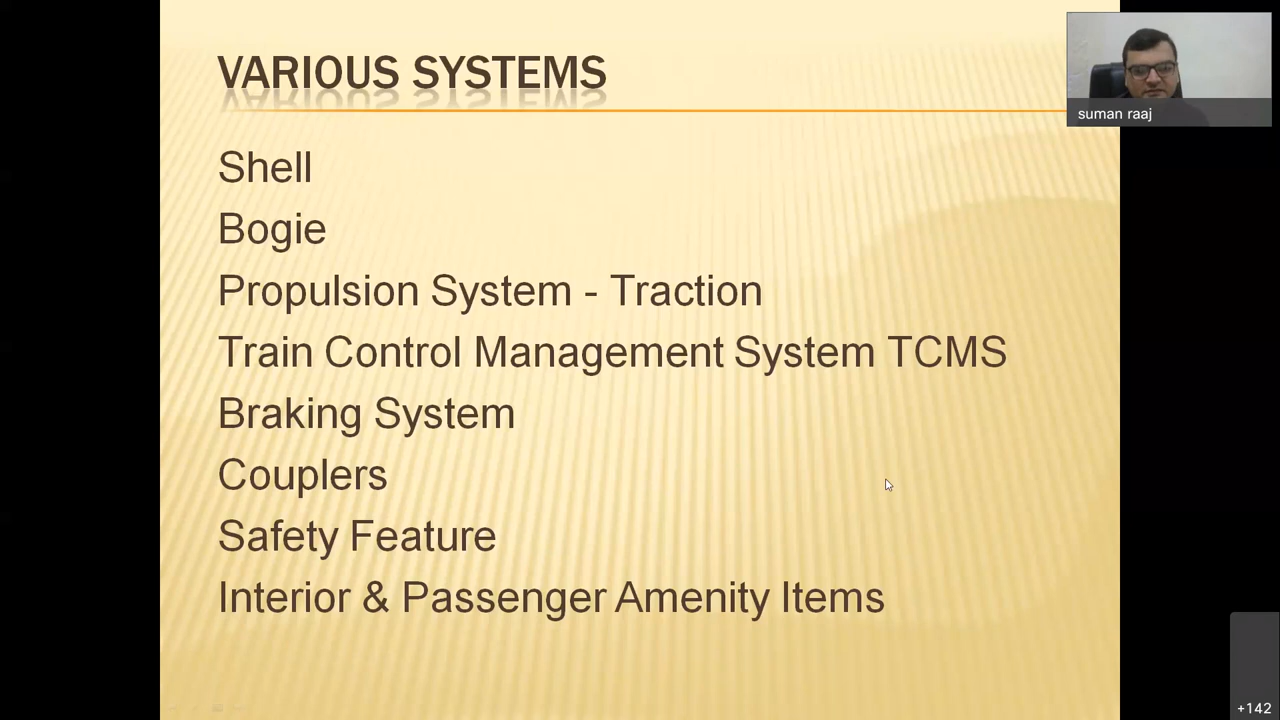 VARIOUS SYSTEMS
suman raaj
Shell
Bogie
Propulsion System - Traction
Train Control Management System TCMS
Braking System
Couplers
Safety Feature
Interior & Passenger Amenity Items
+142